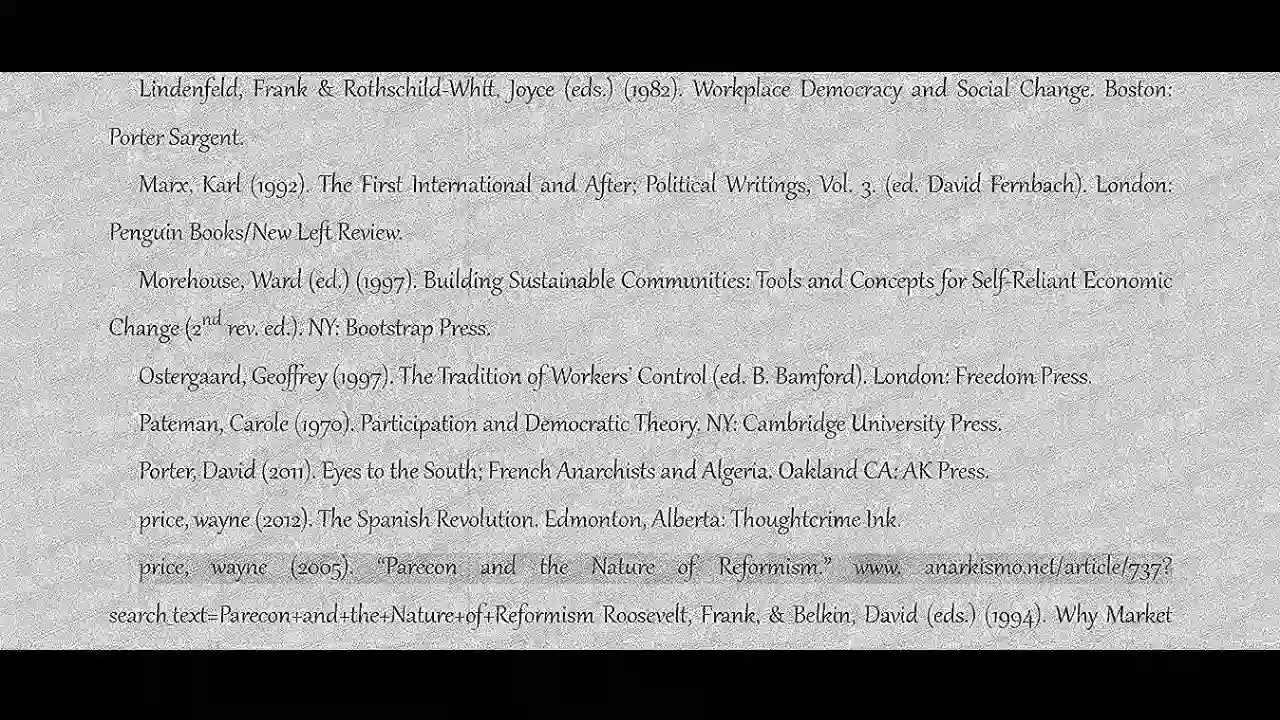 Lindenfeld, Frank & Rothschild-Whtt, Joyce (eds.) (1982). Workplace Democracy and Social Change. Boston:
Porter Sargent.
Marx, Karl (1992). The First International and After; Political Writings, Vol. 3. (ed. David Fernbach). London:
Penguin Books/New Left Review.
Morehouse, Ward (ed.) (1997). Building Sustainable Communities: Tools and Concepts for Self-Reliant Economic
Change (2nd rev. ed.). NY: Bootstrap Press.
Ostergaard, Geoffrey (1997). The Tradition of Workers' Control (ed. B. Bamford). London: Freedom Press.
Pateman, Carole (1970). Participation and Democratic Theory. NY: Cambridge University Press.
Porter, David (2011). Eyes to the South; French Anarchists and Algeria. Oakland CA: AK Press.
price, wayne (2012). The Spanish Revolution. Edmonton, Alberta: Thoughtcrime Ink.
price, wayne (2005). “Parecon and the Nature of Reformism.” www. anarkismo.net/article/737?
search_text=Parecon+and+the+Nature+of+Reformism Roosevelt, Frank, & Belkin, David (eds.) (1994). Why Market